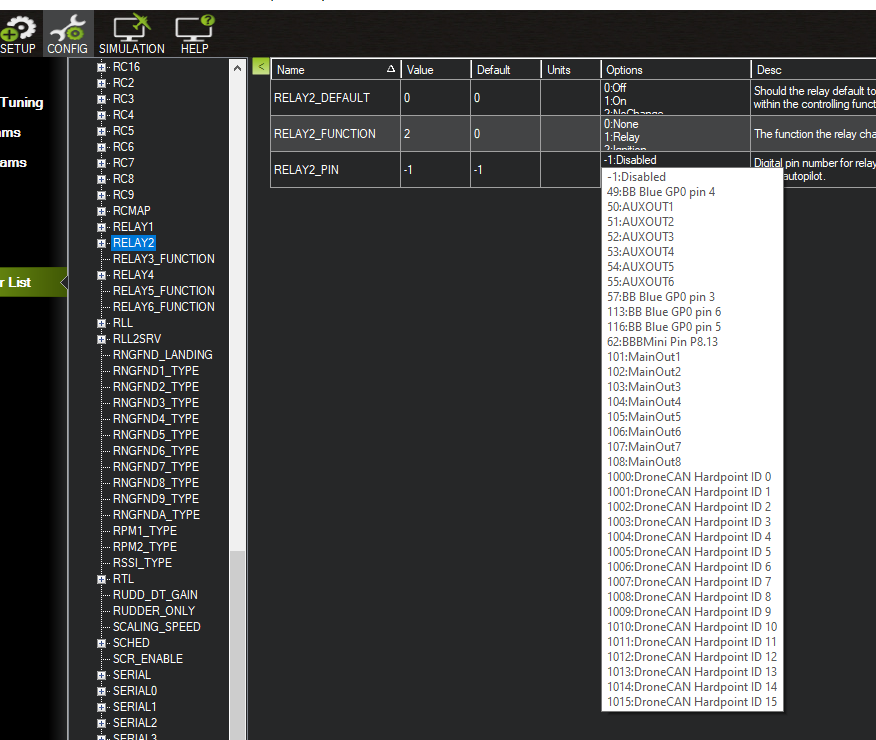 SETUP CONFIG SIMULATION HELP
Tuning
ms
ams
r List
RC16
RC2
RC3
RC4
RC5
RC6
RC7
RC8
RC9
RCMAP
RELAY1
RELAY2
RELAY3_FUNCTION
RELAY4
RELAY5_FUNCTION
RELAY6_FUNCTION
RLL
RLL2SRV
RNGFND_LANDING
RNGFND1_TYPE
RNGFND2_TYPE
RNGFND3_TYPE
RNGFND4_TYPE
RNGFND5_TYPE
RNGFND6_TYPE
RNGFND7_TYPE
RNGFND8_TYPE
RNGFND9_TYPE
RNGFNDA_TYPE
RPM1_TYPE
RPM2_TYPE
RSSI_TYPE
RTL
RUDD_DT_GAIN
RUDDER_ONLY
SCALING_SPEED
SCHED
SCR_ENABLE
SERIAL
SERIAL0
SERIAL1
SERIAL2
SERIAL3
< Name Value Default Units Options Desc
RELAY2_DEFAULT 0 0
0:Off
1:On
2:NoChange
Should the relay default to
within the controlling funct
RELAY2_FUNCTION 2 0
0:None
1:Relay
2:Ignition
The function the relay cha
RELAY2_PIN -1 -1
-1:Disabled
Digital pin number for relay
autopilot.
-1:Disabled
49:BB Blue GP0 pin 4
50:AUXOUT1
51:AUXOUT2
52:AUXOUT3
53:AUXOUT4
54:AUXOUT5
55:AUXOUT6
57:BB Blue GP0 pin 3
113:BB Blue GP0 pin 6
116:BB Blue GP0 pin 5
62:BBBMini Pin P8.13
101:MainOut1
102:MainOut2
103:MainOut3
104:MainOut4
105:MainOut5
106:MainOut6
107:MainOut7
108:MainOut8
1000:DroneCAN Hardpoint ID 0
1001:DroneCAN Hardpoint ID 1
1002:DroneCAN Hardpoint ID 2
1003:DroneCAN Hardpoint ID 3
1004:DroneCAN Hardpoint ID 4
1005:DroneCAN Hardpoint ID 5
1006:DroneCAN Hardpoint ID 6
1007:DroneCAN Hardpoint ID 7
1008:DroneCAN Hardpoint ID 8
1009:DroneCAN Hardpoint ID 9
1010:DroneCAN Hardpoint ID 10
1011:DroneCAN Hardpoint ID 11
1012:DroneCAN Hardpoint ID 12
1013:DroneCAN Hardpoint ID 13
1014:DroneCAN Hardpoint ID 14
1015:DroneCAN Hardpoint ID 15